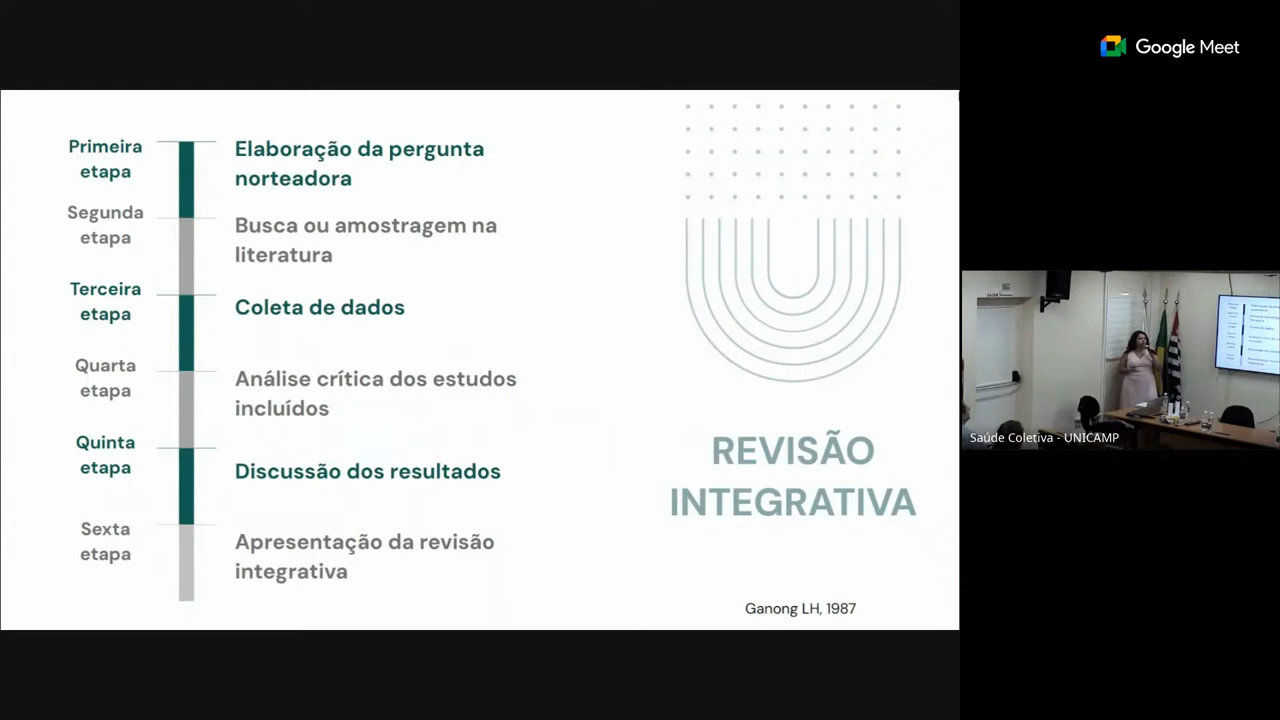 Google Meet
Primeira
etapa
Elaboração da pergunta
norteadora
Segunda
etapa
Busca ou amostragem na
literatura
Terceira
etapa
Coleta de dados
Quarta
etapa
Análise crítica dos estudos
incluídos
Quinta
etapa
Discussão dos resultados
Sexta
etapa
Apresentação da revisão
integrativa
REVISÃO
INTEGRATIVA
Ganong LH, 1987
Saúde Coletiva - UNICAMP